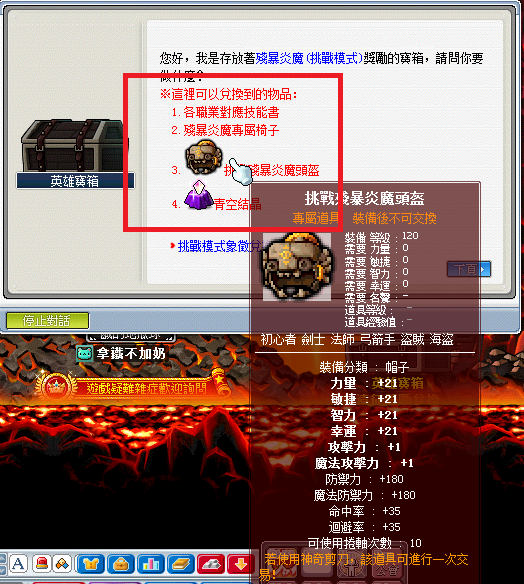 您好，我是存放著殘暴炎魔(挑戰模式)獎勵的寶箱，請問你要
做什麼？
※這裡可以兌換到的物品：
1. 各職業對應技能書
2. 殘暴炎魔專屬椅子
3. 挑戰殘暴炎魔頭盔
4. 青空結晶
英雄寶箱
挑戰模式象徵兌
下頁
停止對話
挑戰殘暴炎魔頭盔
專屬道具，裝備後不可交換
裝備 等級 : 120
需要 力量 : 0
需要 敏捷 : 0
需要 智力 : 0
需要 幸運 : 0
需要 名聲 : -
道具等級 : -
道具經驗值 : -
初心者 劍士 法師 弓箭手 盜賊 海盜
裝備分類 : 帽子
力量 : +21
敏捷 : +21
智力 : +21
幸運 : +21
攻擊力 : +1
魔法攻擊力 : +1
防禦力 : +180
魔法防禦力 : +180
命中率 : +35
迴避率 : +35
可使用捲軸次數 : 10
若使用神奇剪刀，該道具可進行一次交
易!
拿鐵不加奶
遊戲疑難雜症歡迎詢問
英雄寶箱
A